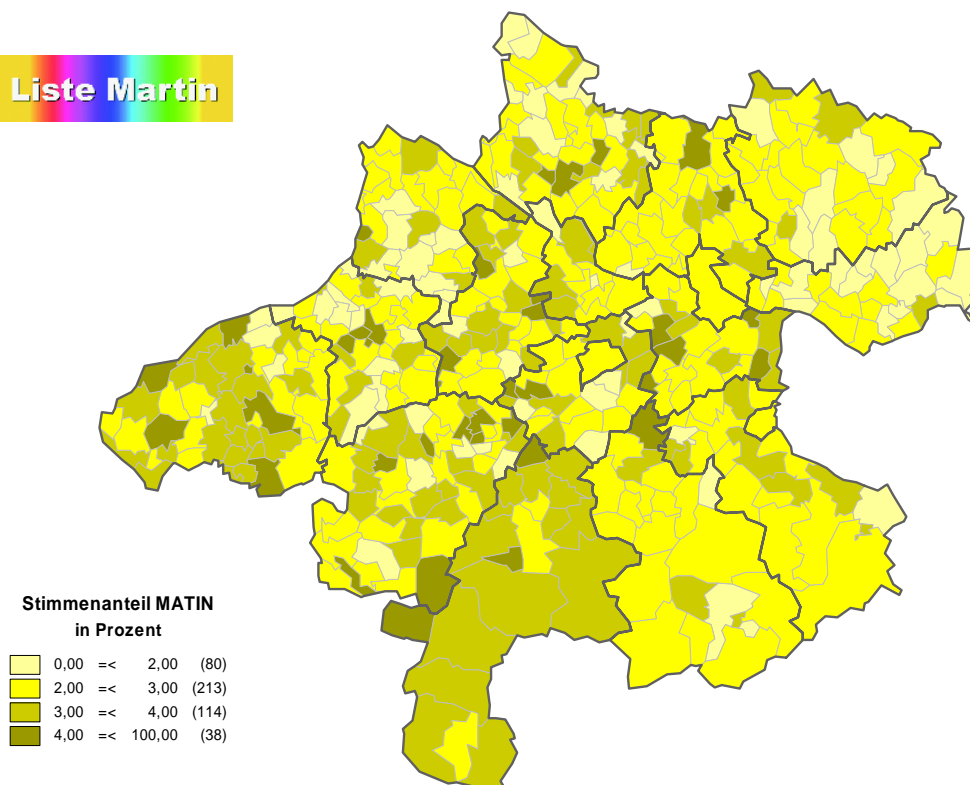 Liste Martin
Stimmenanteil MATIN
in Prozent
0,00 =< 2,00 (80)
2,00 =< 3,00 (213)
3,00 =< 4,00 (114)
4,00 =< 100,00 (38)